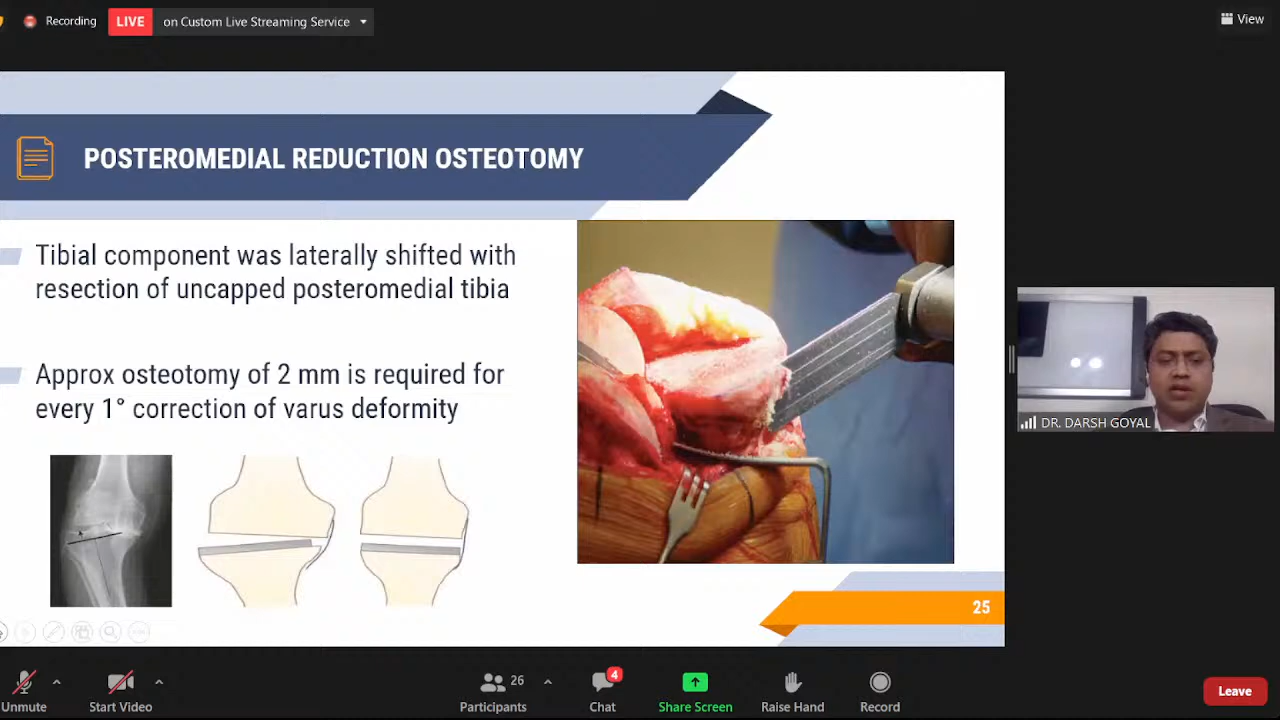 Recording
LIVE
on Custom Live Streaming Service
View
POSTEROMEDIAL REDUCTION OSTEOTOMY
Tibial component was laterally shifted with
resection of uncapped posteromedial tibia
Approx osteotomy of 2 mm is required for
every 1° correction of varus deformity
25
DR. DARSH GOYAL
Unmute
Start Video
26
Participants
4
Chat
Share Screen
Raise Hand
Record
Leave